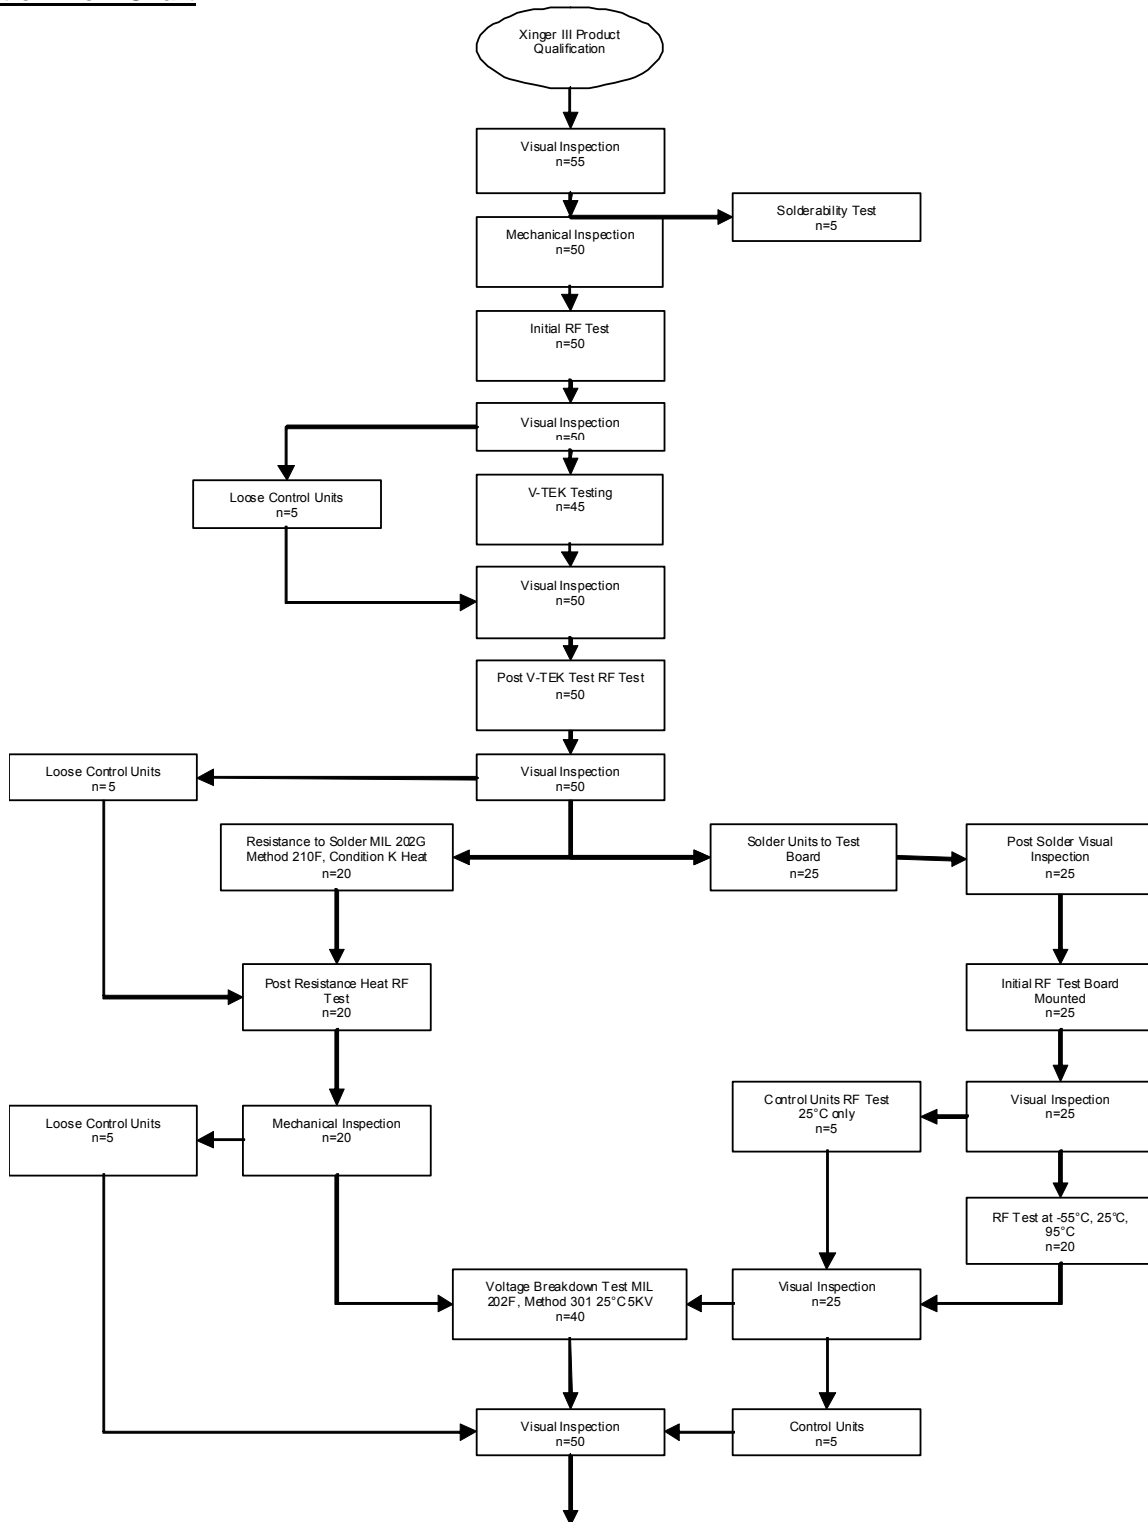 Xinger III Product
Qualification
Visual Inspection
n=55
Solderability Test
n=5
Mechanical Inspection
n=50
Initial RF Test
n=50
Visual Inspection
n=50
Loose Control Units
n=5
V-TEK Testing
n=45
Visual Inspection
n=50
Post V-TEK Test RF Test
n=50
Loose Control Units
n=5
Visual Inspection
n=50
Resistance to Solder MIL 202G
Method 210F, Condition K Heat
n=20
Solder Units to Test
Board
n=25
Post Solder Visual
Inspection
n=25
Post Resistance Heat RF
Test
n=20
Initial RF Test Board
Mounted
n=25
Loose Control Units
n=5
Mechanical Inspection
n=20
Control Units RF Test
25°C only
n=5
Visual Inspection
n=25
RF Test at -55°C, 25°C,
95°C
n=20
Voltage Breakdown Test MIL
202F, Method 301 25°C 5KV
n=40
Visual Inspection
n=25
Visual Inspection
n=50
Control Units
n=5